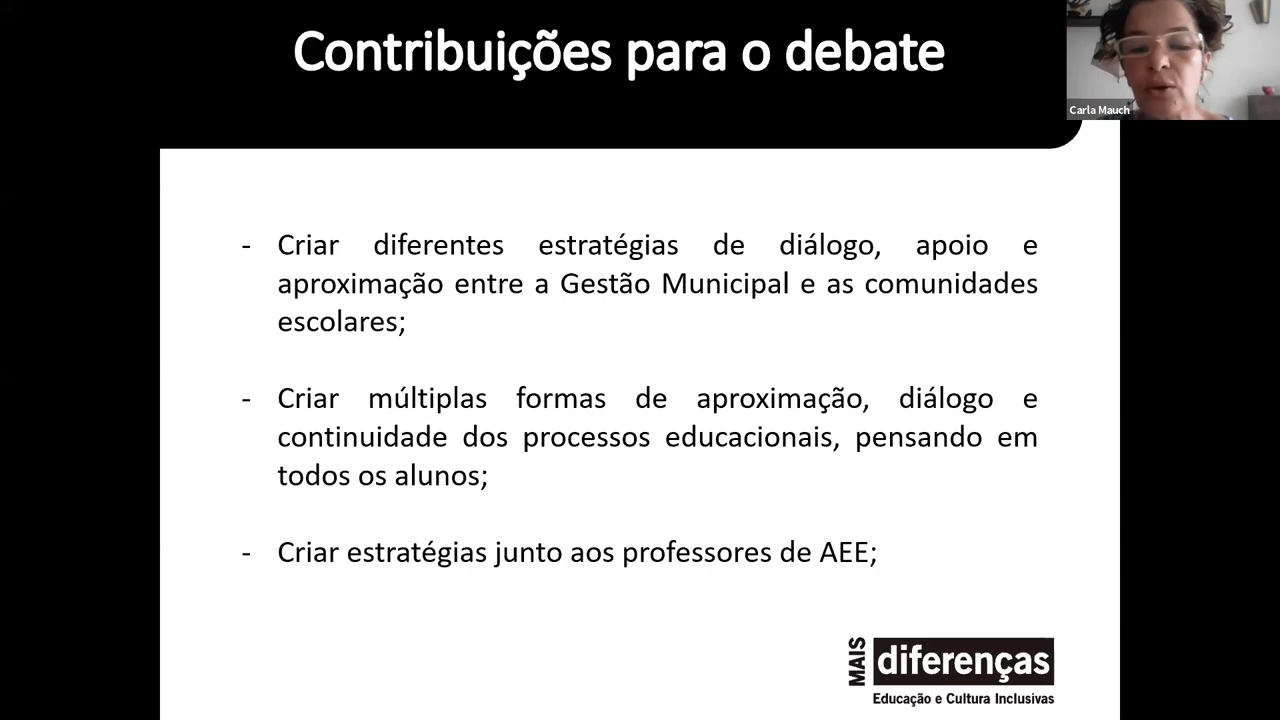 Contribuições para o debate
Carla Mauch
- Criar diferentes estratégias de diálogo, apoio e
aproximação entre a Gestão Municipal e as comunidades
escolares;
- Criar múltiplas formas de aproximação, diálogo e
continuidade dos processos educacionais, pensando em
todos os alunos;
- Criar estratégias junto aos professores de AEE;
MAIS
diferenças
Educação e Cultura Inclusivas